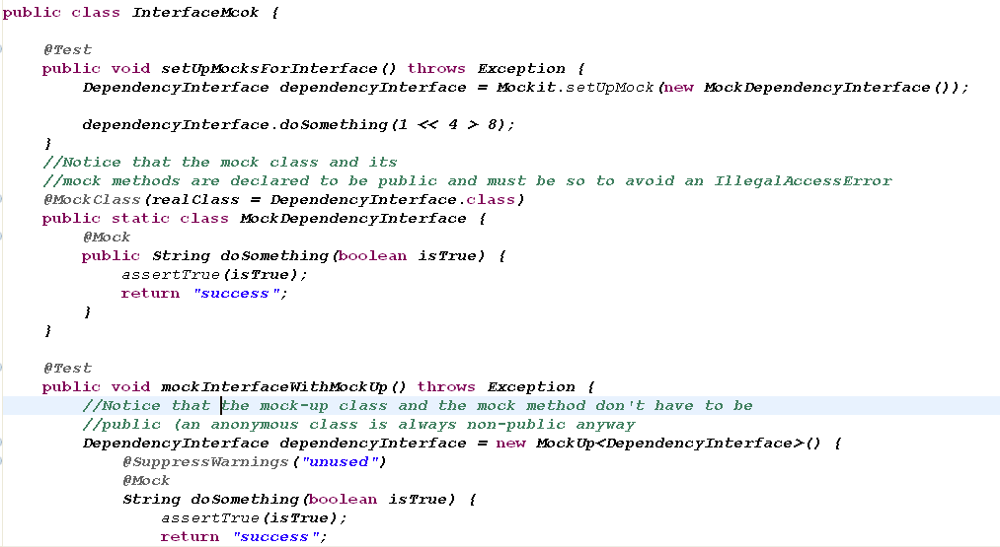 public class InterfaceMcok {
@Test
public void setUpMocksForInterface() throws Exception {
DependencyInterface dependencyInterface = Mockit.setUpMock(new MockDependencyInterface());
dependencyInterface.doSomething(1 << 4 > 8);
}
//Notice that the mock class and its
//mock methods are declared to be public and must be so to avoid an IllegalAccessError
@MockClass(realClass = DependencyInterface.class)
public static class MockDependencyInterface {
@Mock
public String doSomething(boolean isTrue) {
assertTrue(isTrue);
return "success";
}
}
@Test
public void mockInterfaceWithMockUp() throws Exception {
//Notice that the mock-up class and the mock method don't have to be
//public (an anonymous class is always non-public anyway
DependencyInterface dependencyInterface = new MockUp<DependencyInterface>() {
@SuppressWarnings("unused")
@Mock
String doSomething(boolean isTrue) {
assertTrue(isTrue);
return "success";